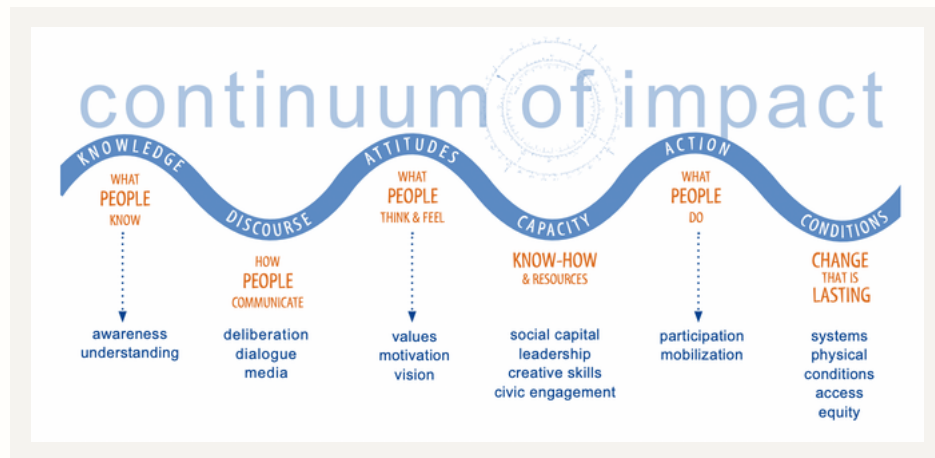 continuum of impact
KNOWLEDGE
WHAT
PEOPLE
KNOW
awareness
understanding
DISCOURSE
HOW
PEOPLE
COMMUNICATE
deliberation
dialogue
media
ATTITUDES
WHAT
PEOPLE
THINK & FEEL
values
motivation
vision
CAPACITY
KNOW-HOW
& RESOURCES
social capital
leadership
creative skills
civic engagement
ACTION
WHAT
PEOPLE
DO
participation
mobilization
CONDITIONS
CHANGE
THAT IS
LASTING
systems
physical
conditions
access
equity